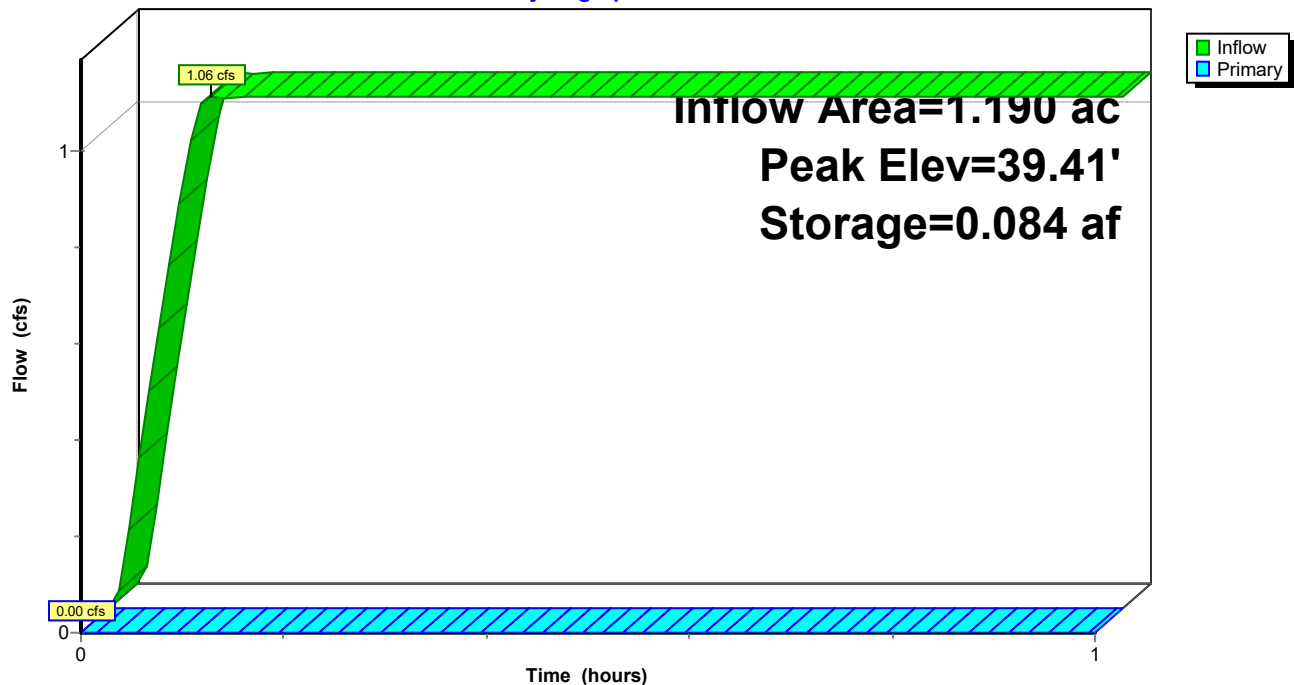 1.06 cfs
Inflow
Primary
Inflow Area=1.190 ac
Peak Elev=39.41'
Storage=0.084 af
1
Flow (cfs)
0.00 cfs
0
0
1
Time (hours)